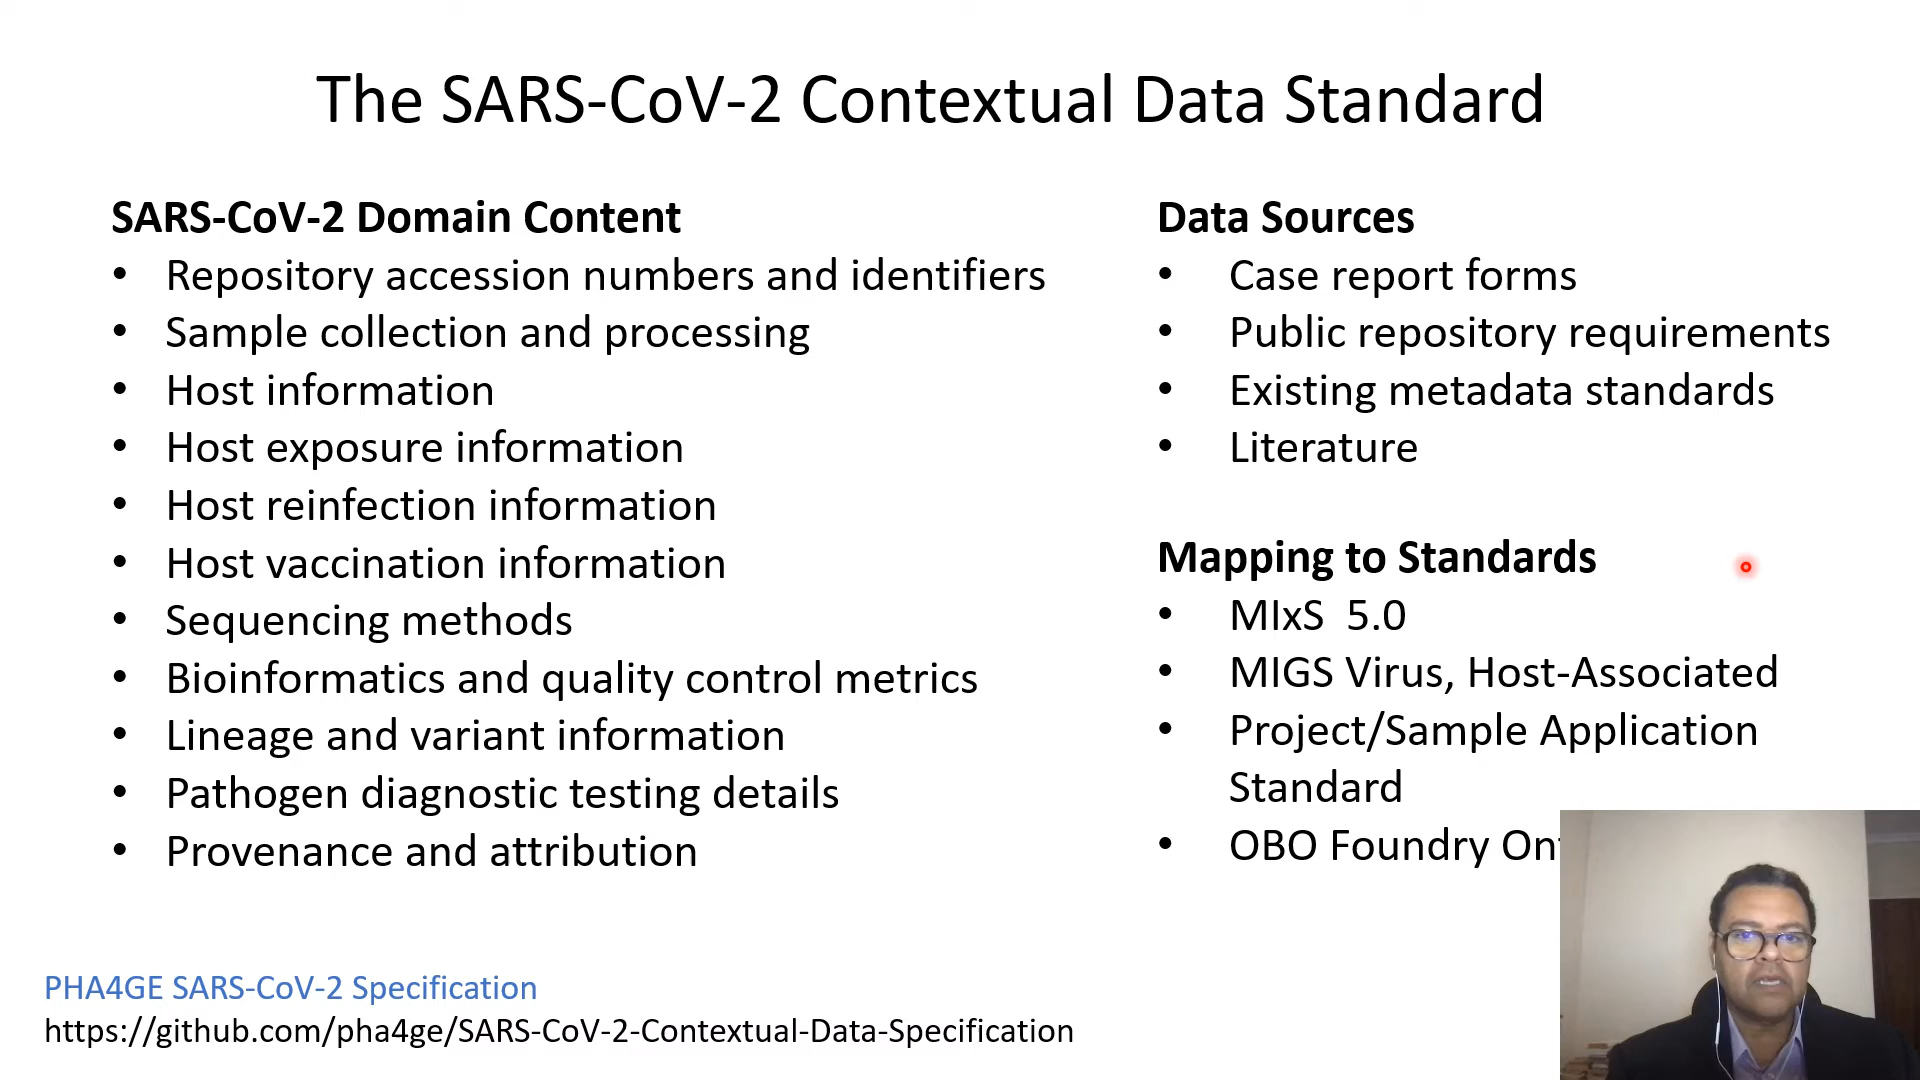 The SARS-CoV-2 Contextual Data Standard
SARS-CoV-2 Domain Content
• Repository accession numbers and identifiers
• Sample collection and processing
• Host information
• Host exposure information
• Host reinfection information
• Host vaccination information
• Sequencing methods
• Bioinformatics and quality control metrics
• Lineage and variant information
• Pathogen diagnostic testing details
• Provenance and attribution
Data Sources
• Case report forms
• Public repository requirements
• Existing metadata standards
• Literature
Mapping to Standards
• MIxS  5.0
• MIGS Virus, Host-Associated
• Project/Sample Application
Standard
• OBO Foundry
PHA4GE SARS-CoV-2 Specification
https://github.com/pha4ge/SARS-CoV-2-Contextual-Data-Specification